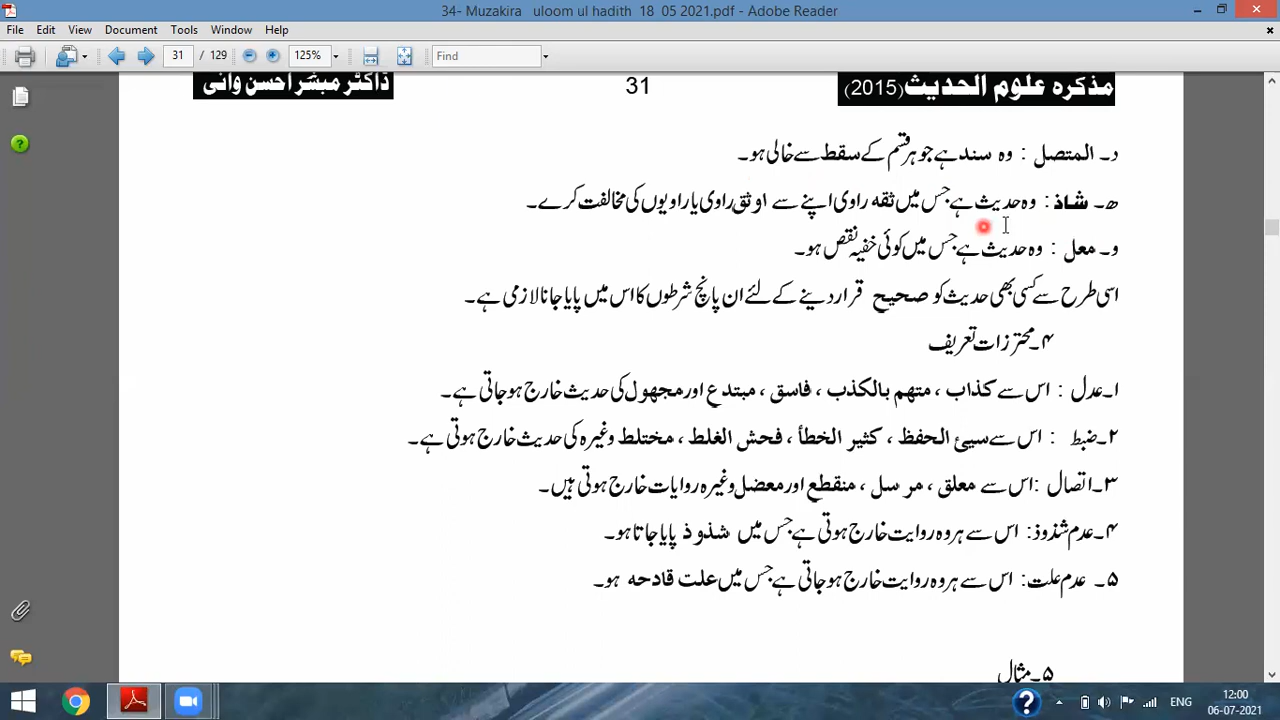 34- Muzakira uloom ul hadith 18 05 2021.pdf - Adobe Reader
File Edit View Document Tools Window Help
31 / 129 125% Find
مذکرہ علوم الحدیث(2015) 31 ڈاکٹر مبشر احسن وانی
د۔ المتصل : وہ سند ہے جو ہر قسم کے سقط سے خالی ہو۔
ھ۔ شاذ : وہ حدیث ہے جس میں ثقہ راوی اپنے سے اوثق راوی یا راویوں کی مخالفت کرے۔
و۔ معل : وہ حدیث ہے جس میں کوئی خفیہ نقص ہو۔
اسی طرح سے کسی بھی حدیث کو صحیح قرار دینے کے لئے ان پانچ شرطوں کا اس میں پایا جانا لازمی ہے۔
۴۔محترزات تعریف
۱۔عدل : اس سے کذاب ، متھم بالکذب ، فاسق ، مبتدع اور مجھول کی حدیث خارج ہو جاتی ہے۔
۲۔ضبط : اس سے سیئ الحفظ ، کثیر الخطأ ، فحش الغلط ، مختلط وغیرہ کی حدیث خارج ہوتی ہے۔
۳۔اتصال :اس سے معلق ، مرسل ، منقطع اور معضل وغیرہ روایات خارج ہوتی ہیں۔
۴۔عدم شذوذ: اس سے ہر وہ روایت خارج ہوتی ہے جس میں شذوذ پایا جاتا ہو۔
۵۔ عدم علت: اس سے ہر وہ روایت خارج ہو جاتی ہے جس میں علت قادحہ ہو۔
۵۔مثال
ENG 12:00
06-07-2021